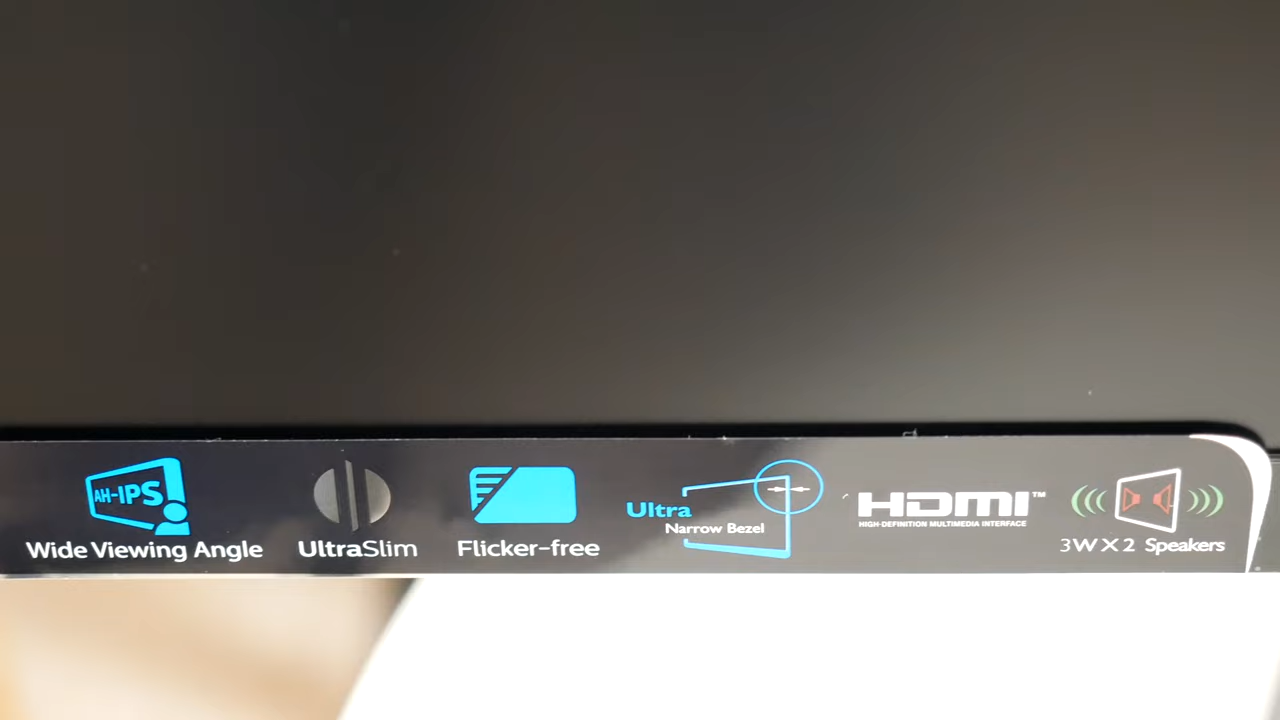 AH-IPS
Wide Viewing Angle
UltraSlim
Flicker-free
Ultra
Narrow Bezel
HDMI™
HIGH-DEFINITION MULTIMEDIA INTERFACE
3W X 2 Speakers